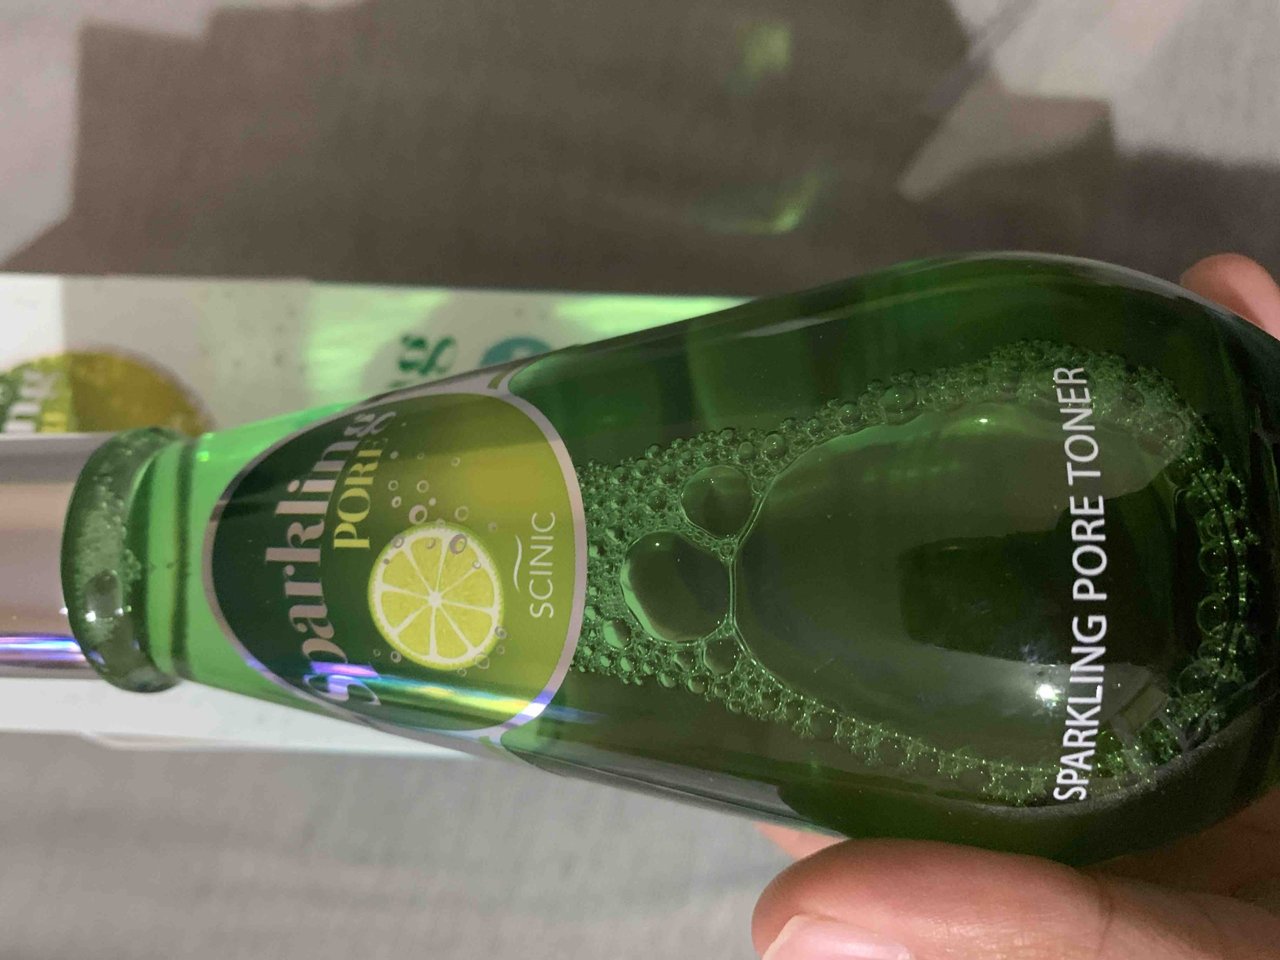 Sparkling
PORE
SCINIC
SPARKLING PORE TONER